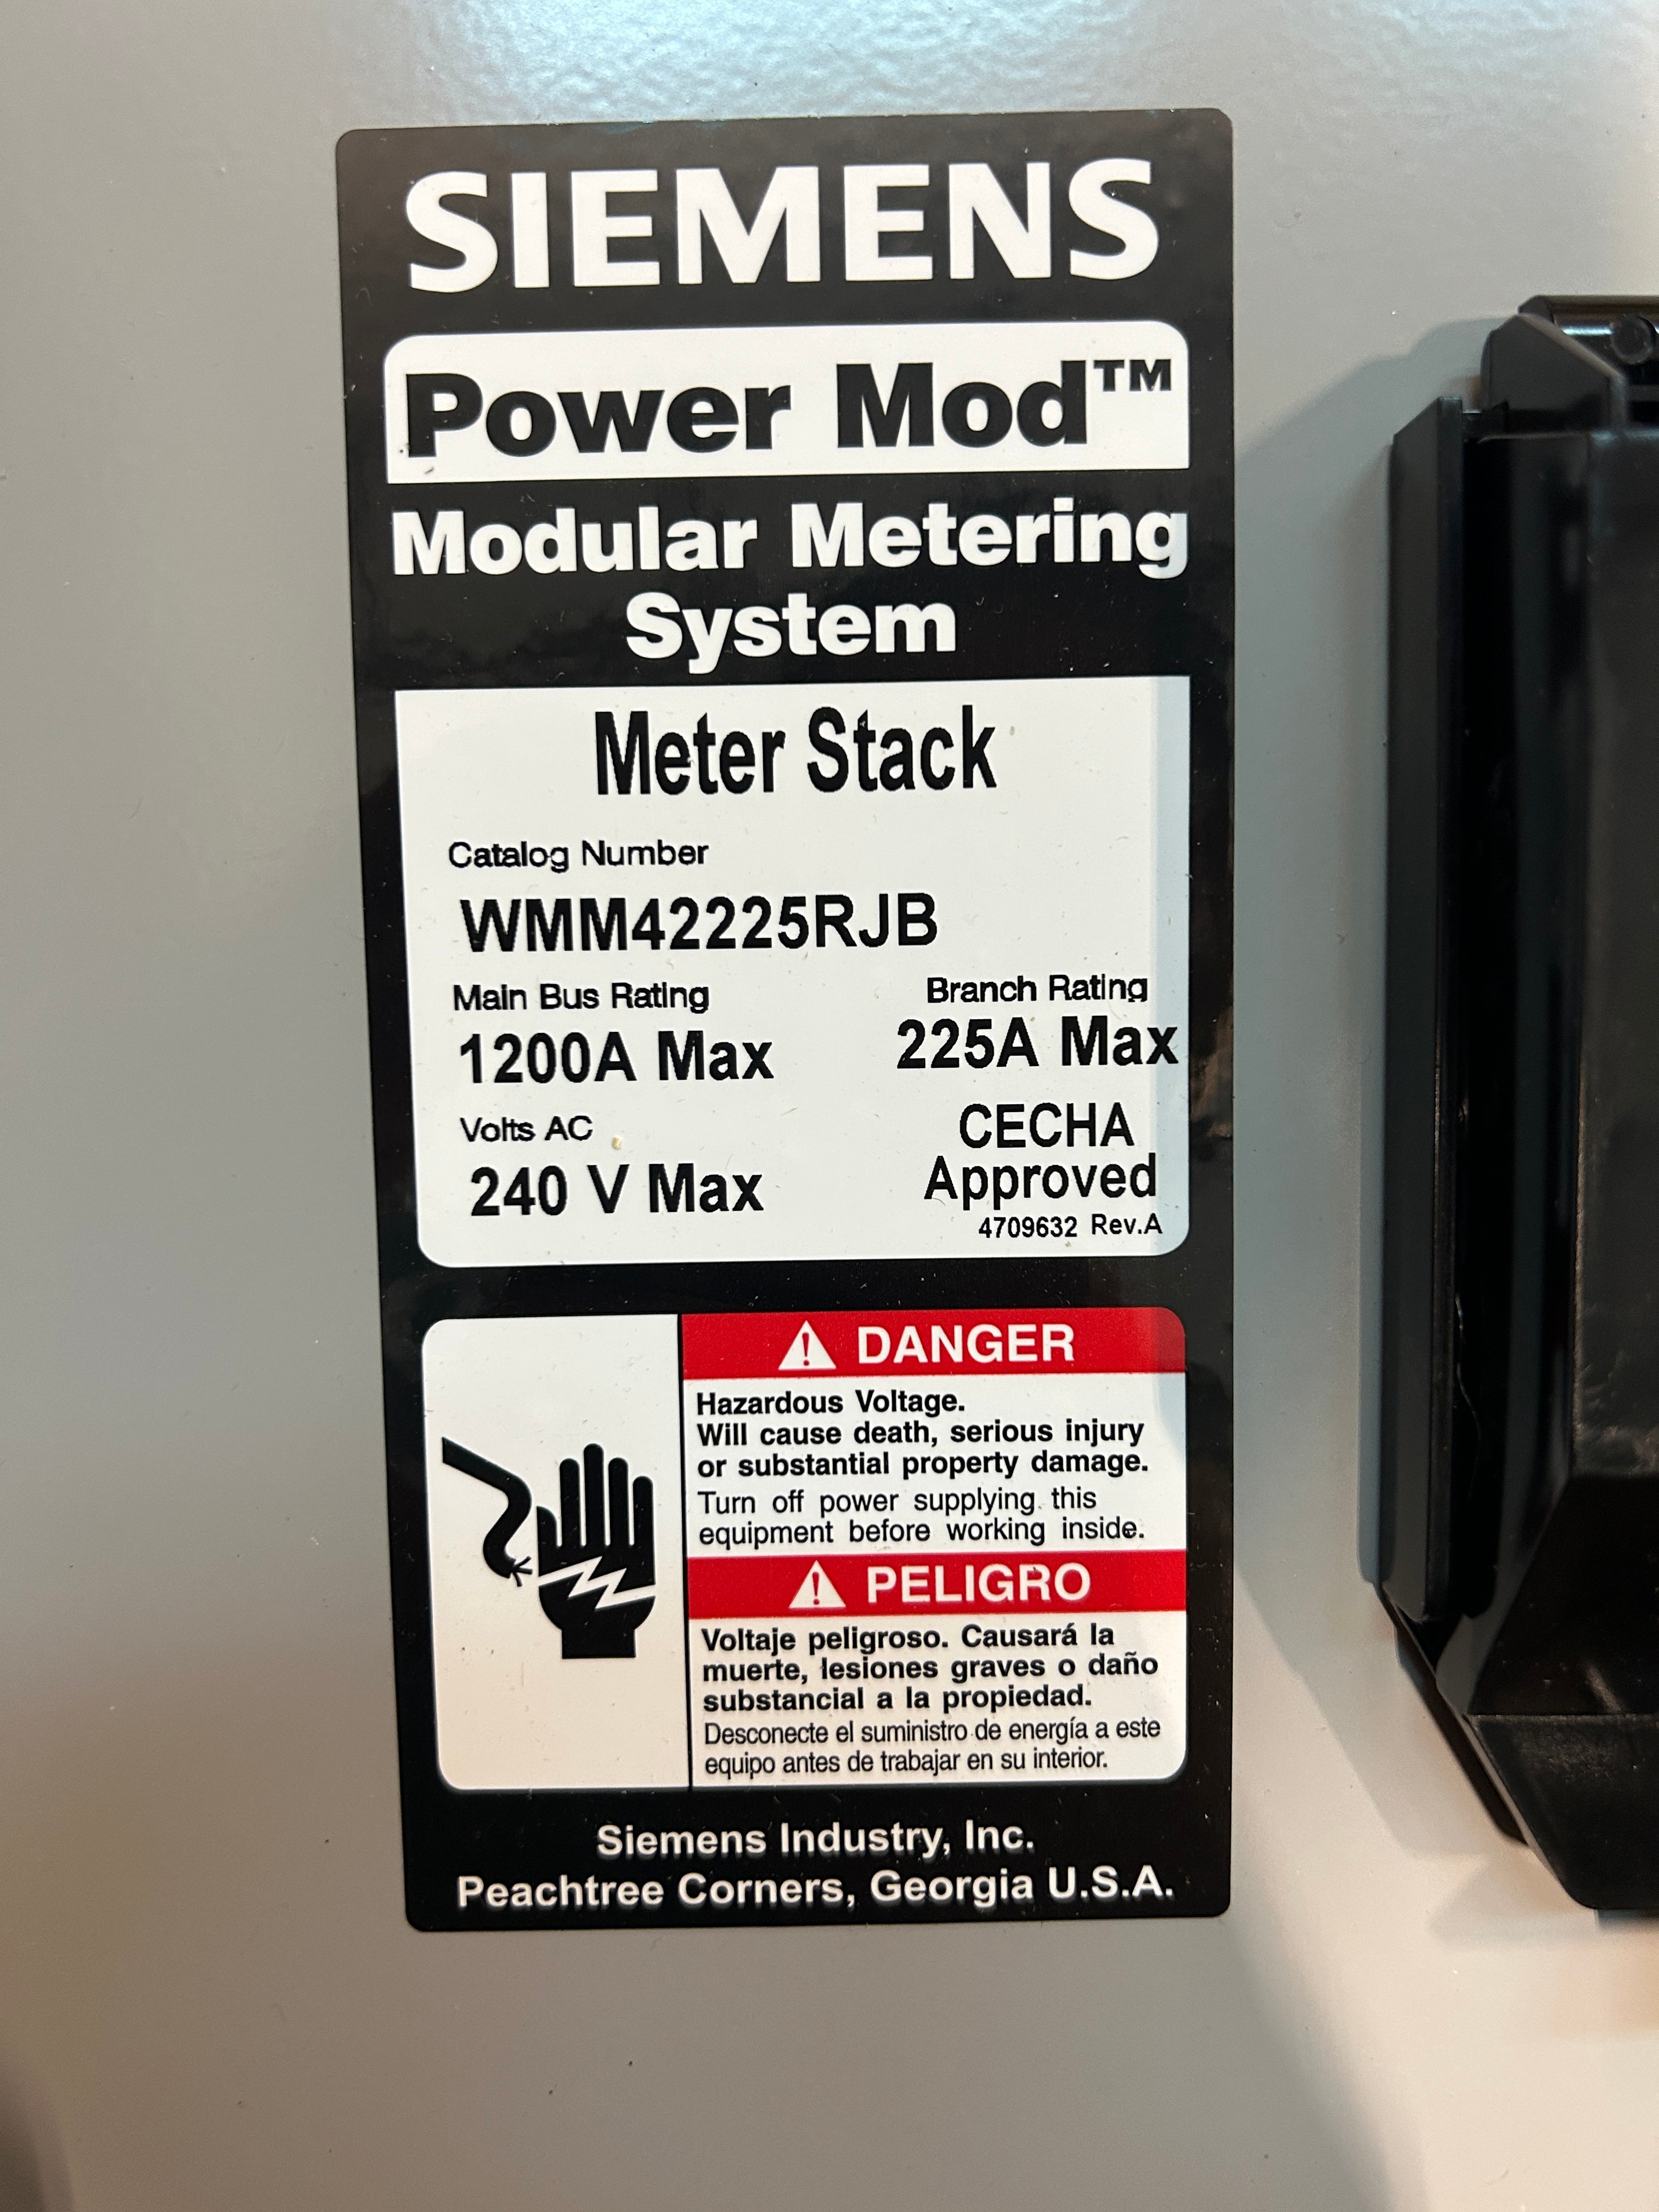 SIEMENS
Power Mod™
Modular Metering
System
Meter Stack
Catalog Number
WMM42225RJB
Main Bus Rating
Branch Rating
1200A Max
225A Max
Volts AC
CECHA
240 V Max
Approved
4709632 Rev.A
DANGER
Hazardous Voltage.
Will cause death, serious injury
or substantial property damage.
Turn off power supplying this
equipment before working inside.
PELIGRO
Voltaje peligroso. Causará la
muerte, lesiones graves o daño
substancial a la propiedad.
Desconecte el suministro de energía a este
equipo antes de trabajar en su interior.
Siemens Industry, Inc.
Peachtree Corners, Georgia U.S.A.